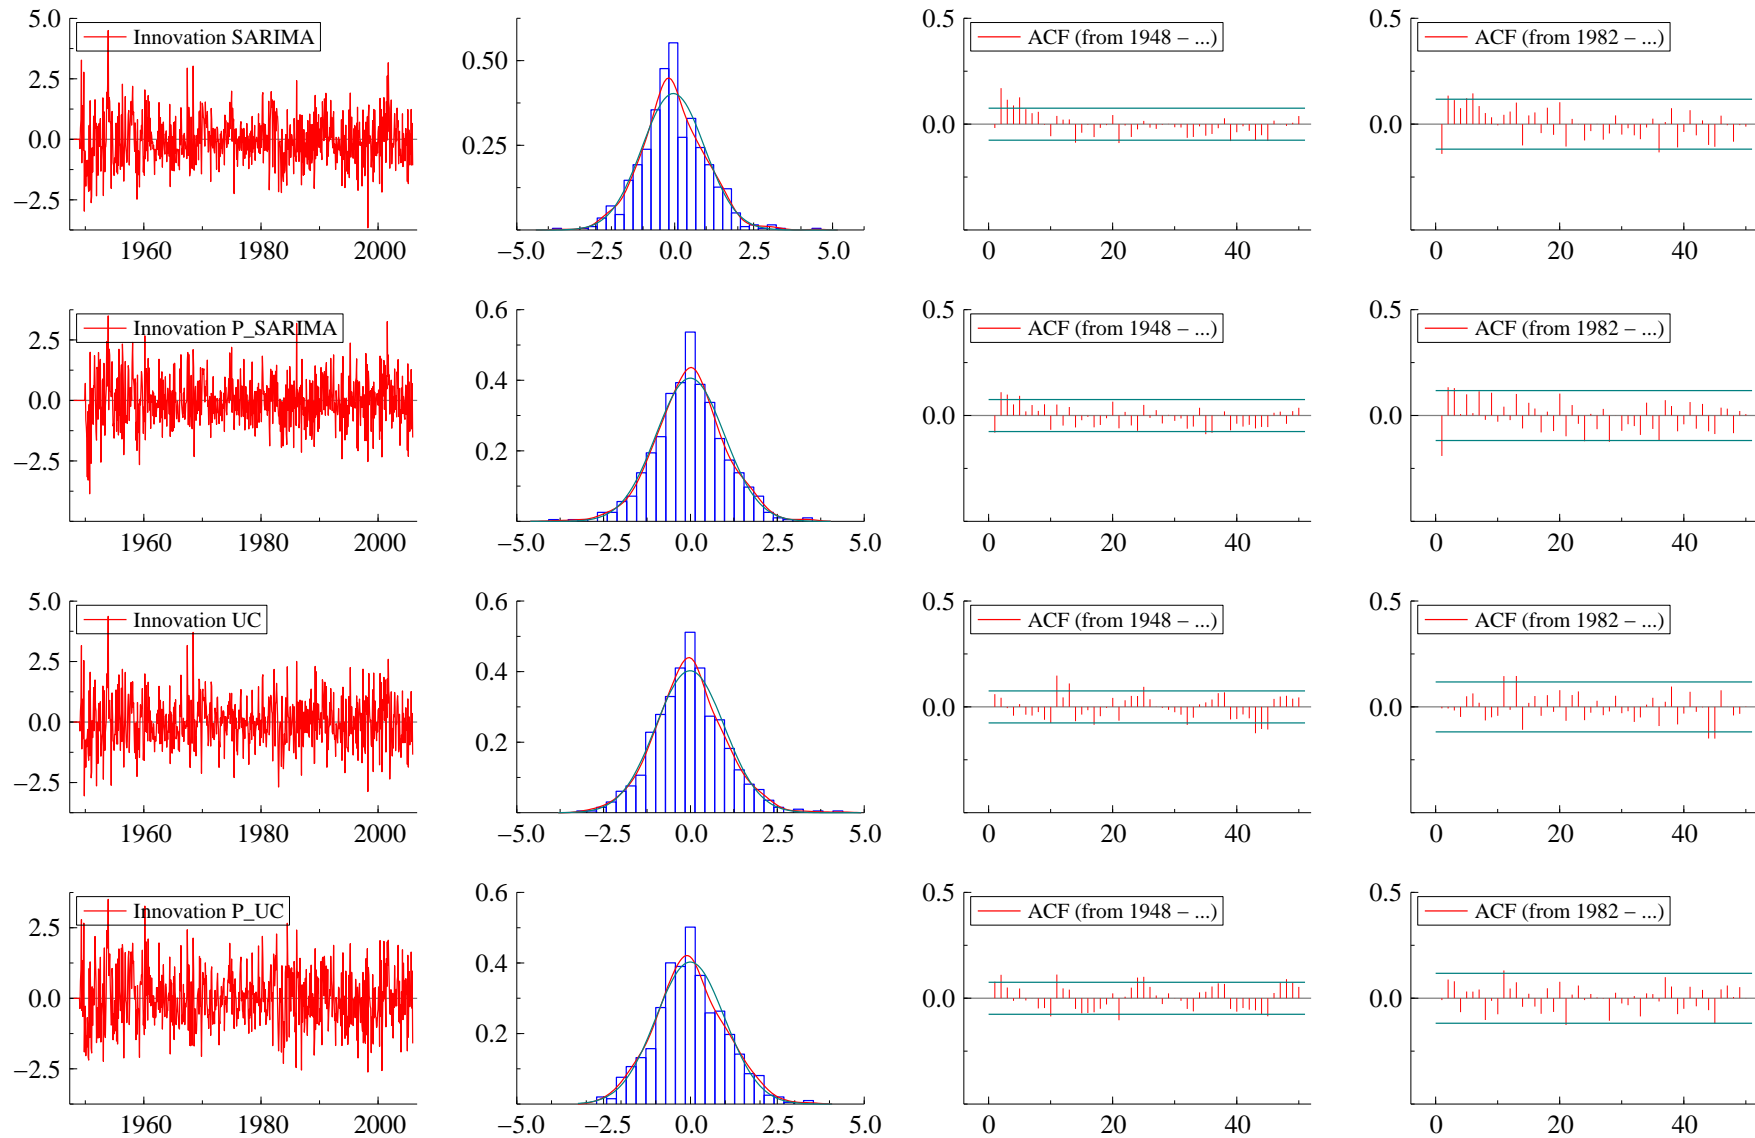 5.0 Innovation SARIMA 0.50 0.5 ACF (from 1948 – ...) 0.5 ACF (from 1982 – ...)
2.5
0.0 0.25 0.0 0.0
−2.5
1960 1980 2000 −5.0 −2.5 0.0 2.5 5.0 0 20 40 0 20 40
Innovation P_SARIMA 0.6 0.5 ACF (from 1948 – ...) 0.5 ACF (from 1982 – ...)
2.5
0.4
0.0 0.0 0.0
0.2
−2.5
1960 1980 2000 −5.0 −2.5 0.0 2.5 5.0 0 20 40 0 20 40
5.0 Innovation UC 0.6 0.5 ACF (from 1948 – ...) 0.5 ACF (from 1982 – ...)
2.5
0.4
0.0 0.0 0.0
0.2
−2.5
1960 1980 2000 −5.0 −2.5 0.0 2.5 5.0 0 20 40 0 20 40
Innovation P_UC 0.6 0.5 ACF (from 1948 – ...) 0.5 ACF (from 1982 – ...)
2.5
0.4
0.0 0.0 0.0
0.2
−2.5
1960 1980 2000 −5.0 −2.5 0.0 2.5 5.0 0 20 40 0 20 40